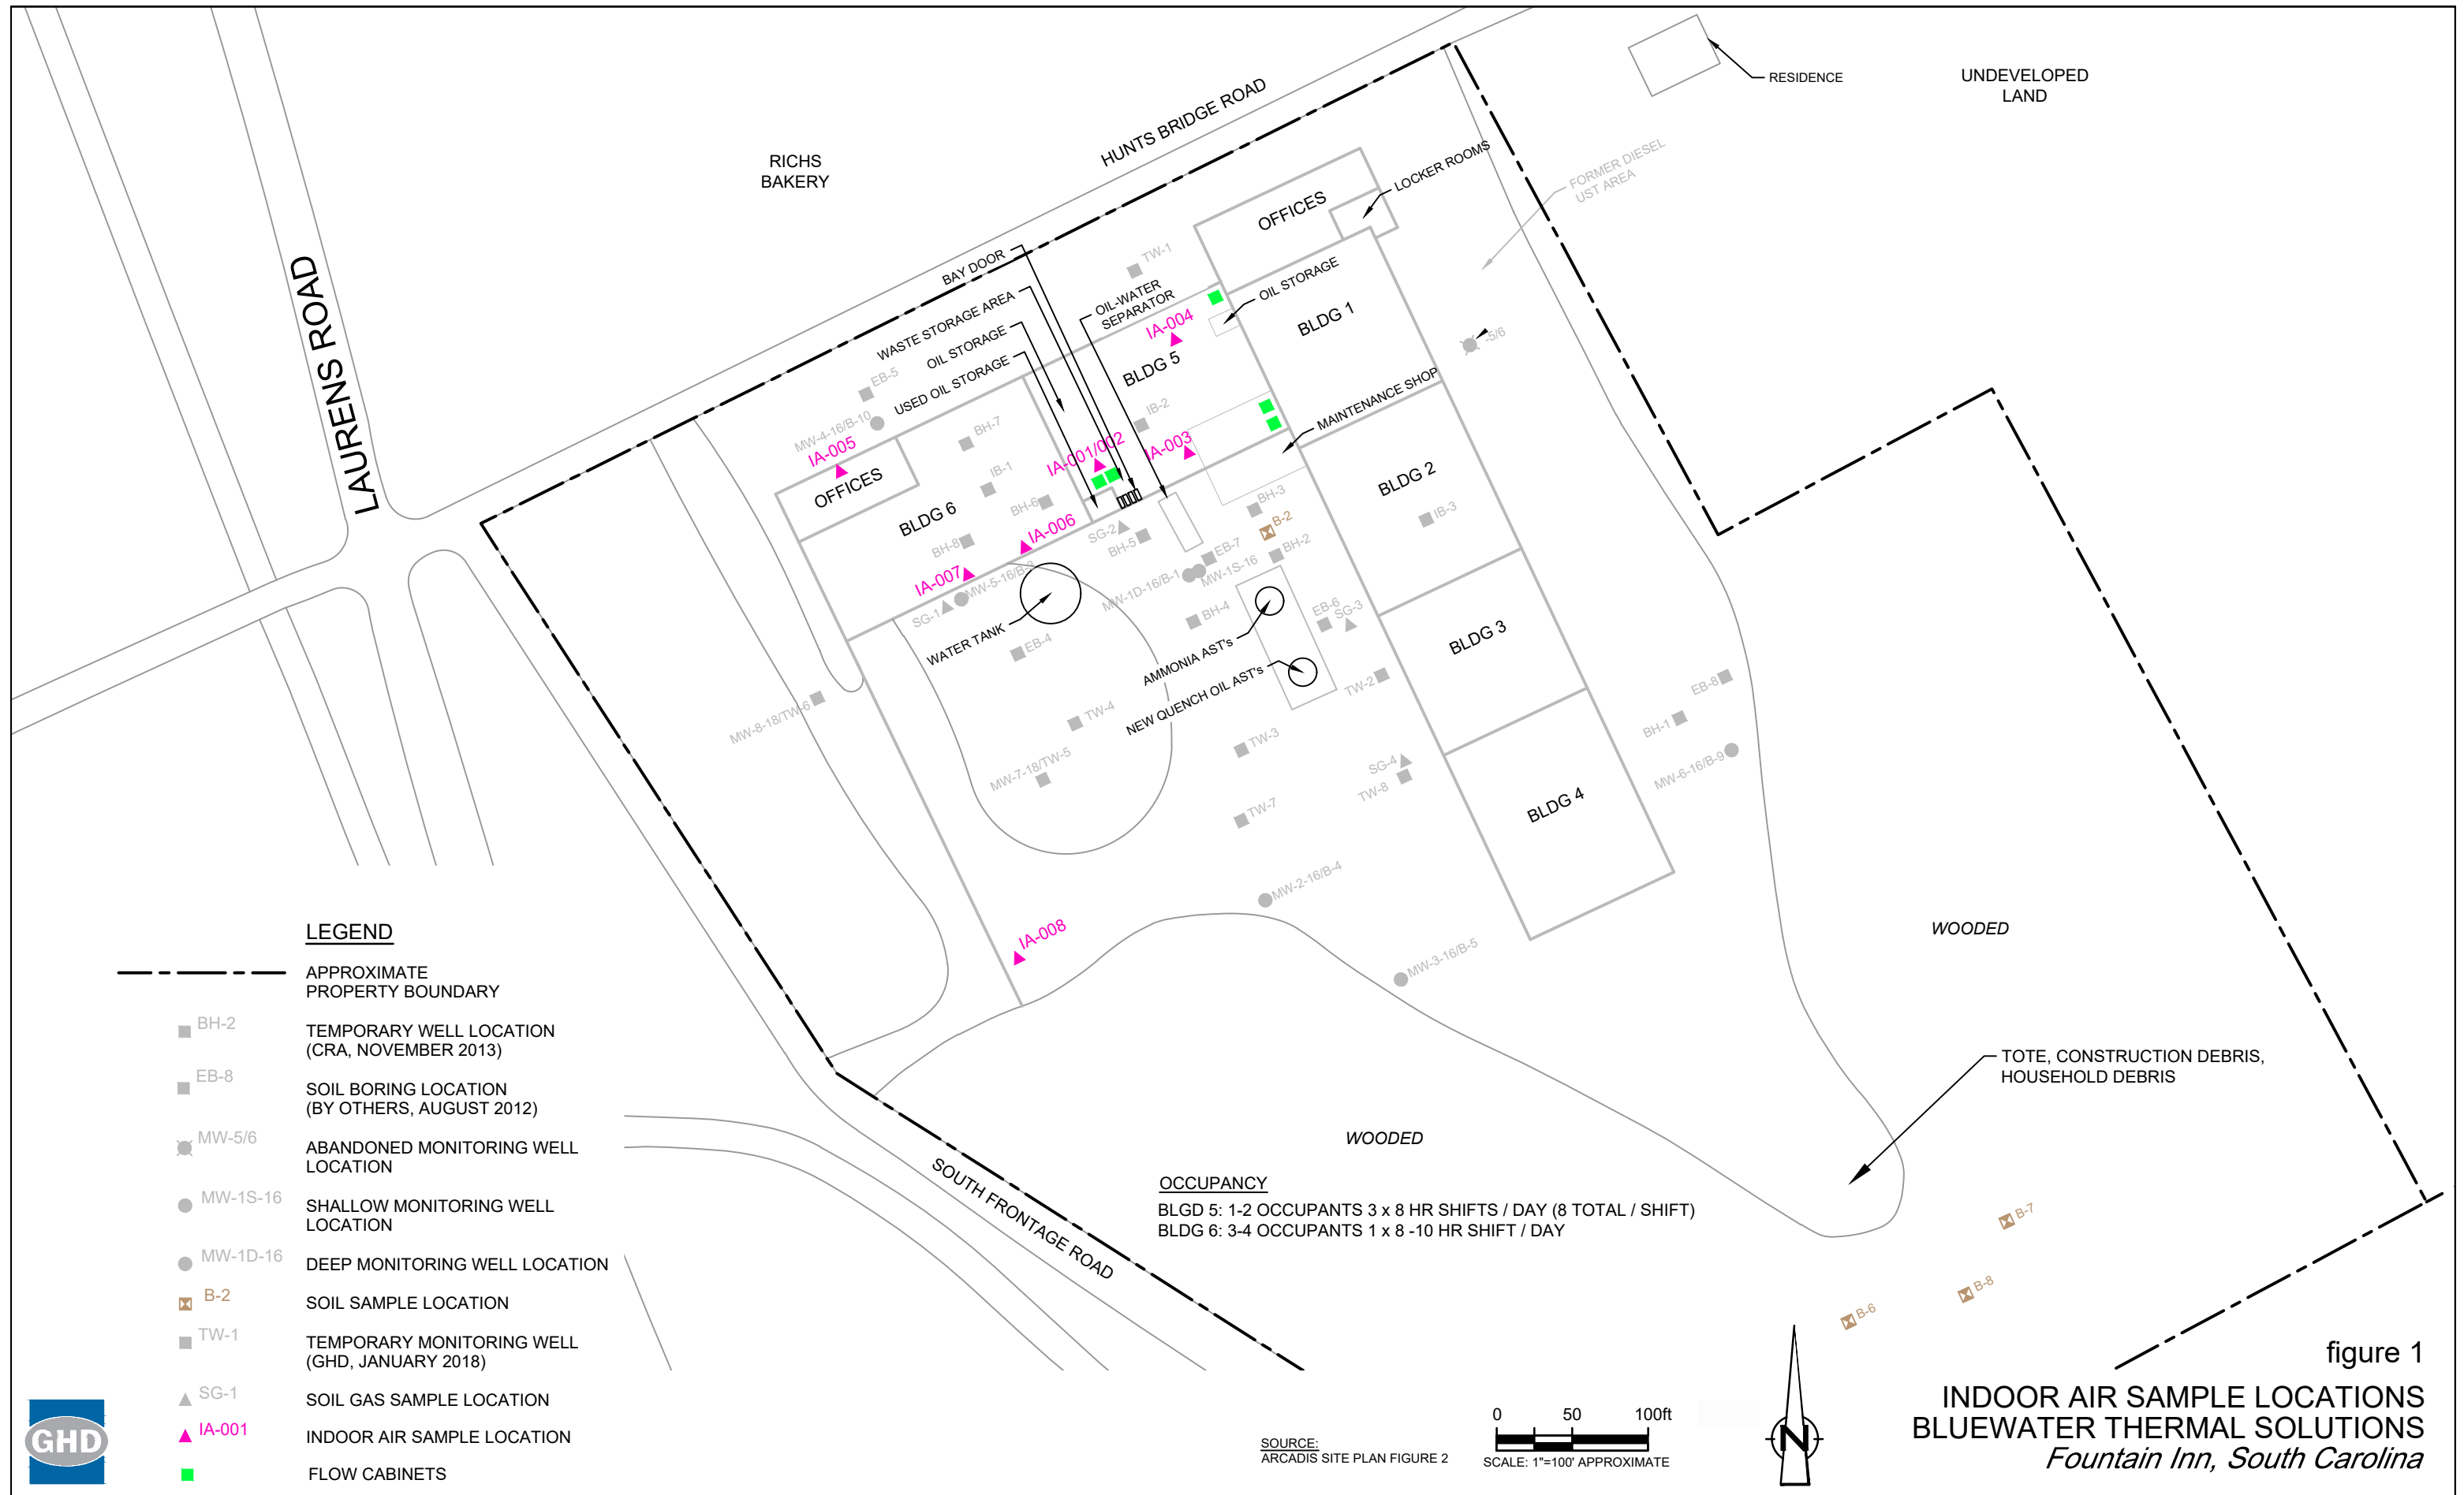 RESIDENCE
UNDEVELOPED
LAND
HUNTS BRIDGE ROAD
RICHS
BAKERY
LOCKER ROOMS
FORMER DIESEL
UST AREA
OFFICES
LAURENS ROAD
BAY DOOR
TW-1
OIL-WATER
SEPARATOR
OIL STORAGE
WASTE STORAGE AREA
IA-004
BLDG 1
OIL STORAGE
-5/6
USED OIL STORAGE
BLDG 5
EB-5
MAINTENANCE SHOP
MW-4-16/B-10
IB-2
BH-7
IA-005
IA-001/002
IA-003
OFFICES
IB-1
BLDG 2
BH-6
BH-3
BLDG 6
IA-006
B-2
IB-3
SG-2
BH-5
BH-8
EB-7
BH-2
IA-007
MW-5-16/B-3
MW-1D-16/B-1
MW-1S-16
SG-1
BH-4
EB-6
SG-3
WATER TANK
EB-4
BLDG 3
AMMONIA AST's
TW-2
EB-8
NEW QUENCH OIL AST's
MW-8-18/TW-6
TW-4
BH-1
TW-3
MW-7-18/TW-5
SG-4
MW-6-16/B-9
TW-8
TW-7
BLDG 4
MW-2-16/B-4
IA-008
WOODED
MW-3-16/B-5
LEGEND
APPROXIMATE
PROPERTY BOUNDARY
BH-2
TEMPORARY WELL LOCATION
(CRA, NOVEMBER 2013)
EB-8
SOIL BORING LOCATION
(BY OTHERS, AUGUST 2012)
MW-5/6
ABANDONED MONITORING WELL
LOCATION
MW-1S-16
SHALLOW MONITORING WELL
LOCATION
MW-1D-16
DEEP MONITORING WELL LOCATION
B-2
SOIL SAMPLE LOCATION
TW-1
TEMPORARY MONITORING WELL
(GHD, JANUARY 2018)
SG-1
SOIL GAS SAMPLE LOCATION
IA-001
INDOOR AIR SAMPLE LOCATION
FLOW CABINETS
TOTE, CONSTRUCTION DEBRIS,
HOUSEHOLD DEBRIS
WOODED
SOUTH FRONTAGE ROAD
OCCUPANCY
BLGD 5: 1-2 OCCUPANTS 3 x 8 HR SHIFTS / DAY (8 TOTAL / SHIFT)
BLDG 6: 3-4 OCCUPANTS 1 x 8 -10 HR SHIFT / DAY
B-7
B-8
B-6
GHD
SOURCE:
ARCADIS SITE PLAN FIGURE 2
0 50 100ft
SCALE: 1"=100' APPROXIMATE
N
figure 1
INDOOR AIR SAMPLE LOCATIONS
BLUEWATER THERMAL SOLUTIONS
Fountain Inn, South Carolina